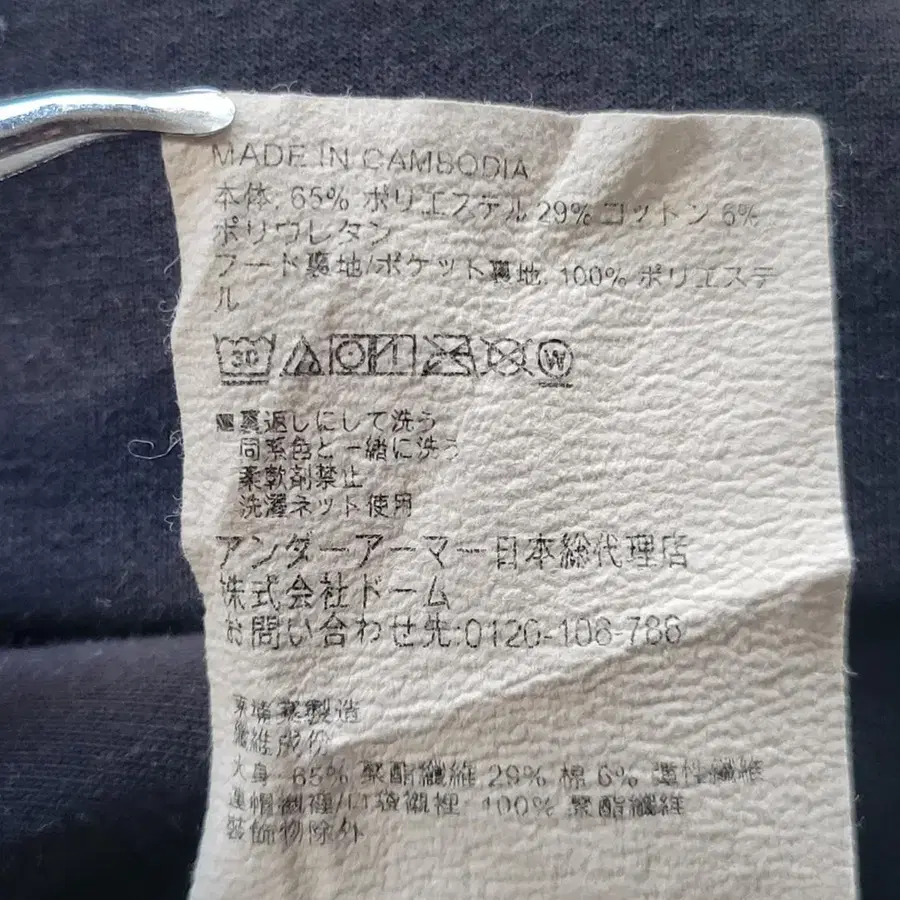 MADE IN CAMBODIA
本体: 65% ポリエステル 29% コットン 6%
ポリウレタン
フード裏地/ポケット裏地: 100% ポリエステ
ル
30 W
■裏返しにして洗う
同系色と一緒に洗う
柔軟剤禁止
洗濯ネット使用
アンダーアーマー日本総代理店
株式会社ドーム
お問い合わせ先:0120-106-786
柬埔寨製造
纖維成份
大身: 65% 聚酯纖維 29% 棉 6% 彈性纖維
連帽襯裡/口袋襯裡: 100% 聚酯纖維
裝飾物除外